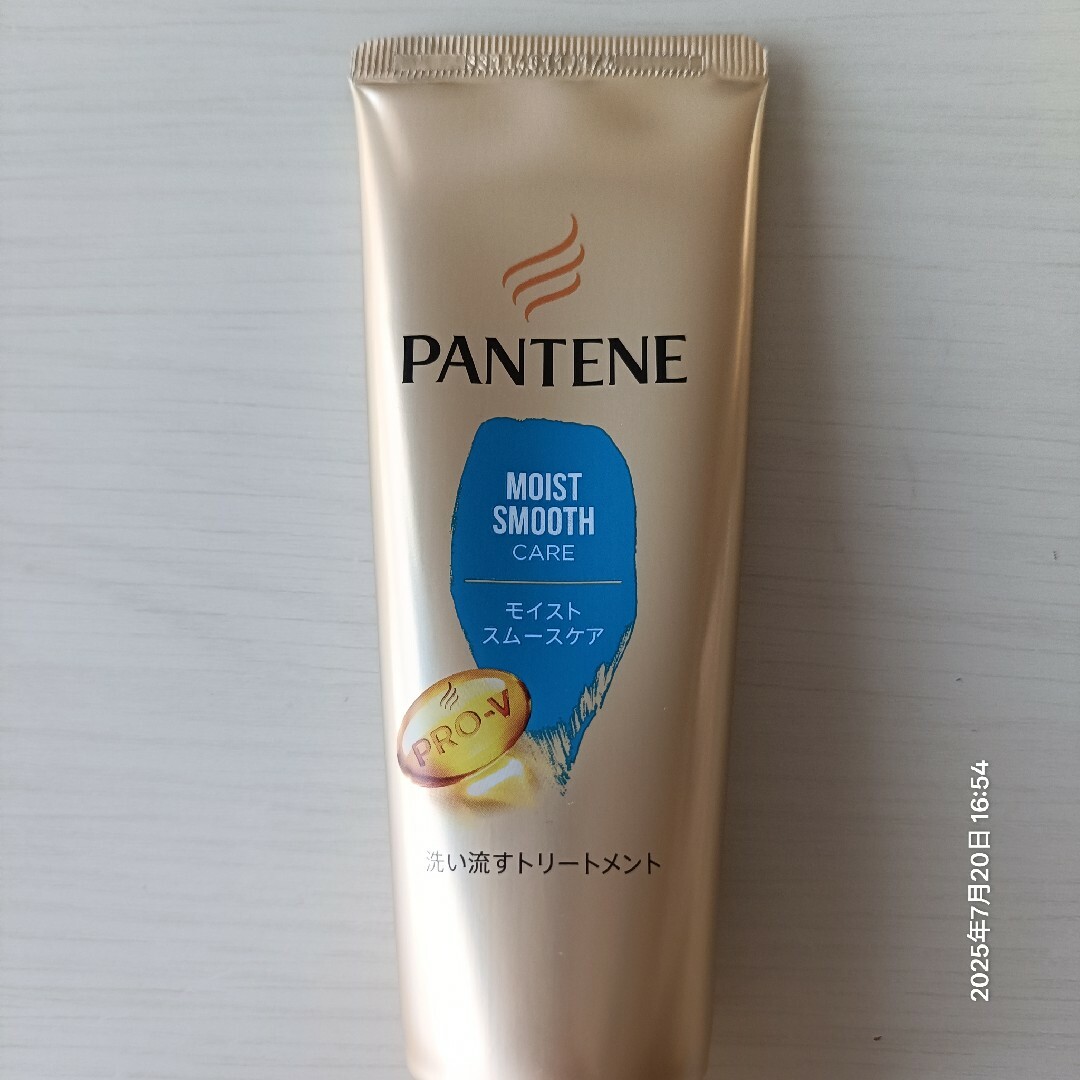 PANTENE
MOIST
SMOOTH
CARE
モイスト
スムースケア
PRO-V
洗い流すトリートメント
2025年7月20日 16:54